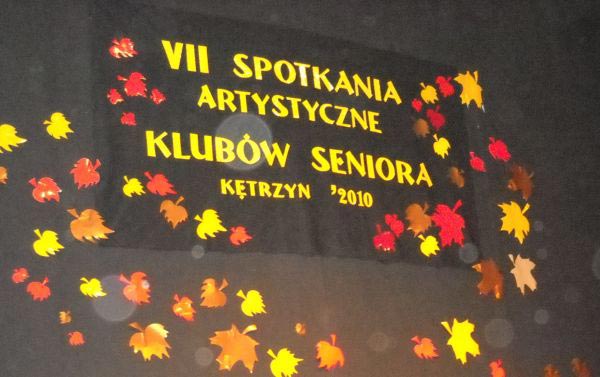 VII SPOTKANIA
ARTYSTYCZNE
KLUBÓW SENIORA
KĘTRZYN '2010